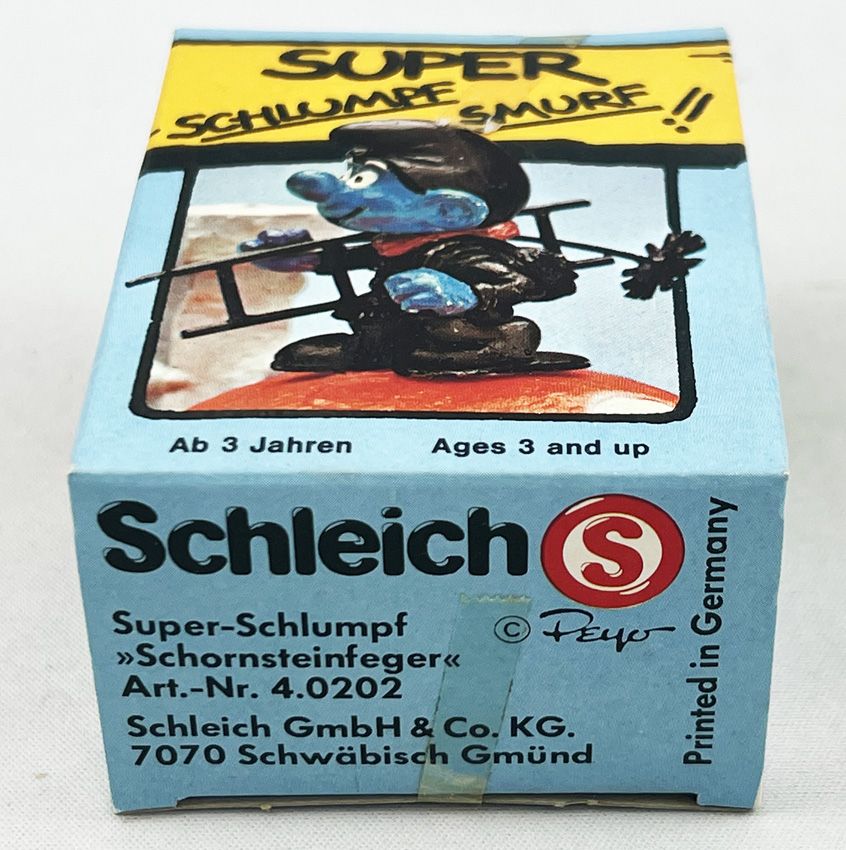 SUPER
SCHLUMPF SMURF !!
Ab 3 Jahren Ages 3 and up
Schleich S
Super-Schlumpf © Peyo
»Schornsteinfeger«
Art.-Nr. 4.0202
Schleich GmbH & Co. KG.
7070 Schwäbisch Gmünd
Printed in Germany